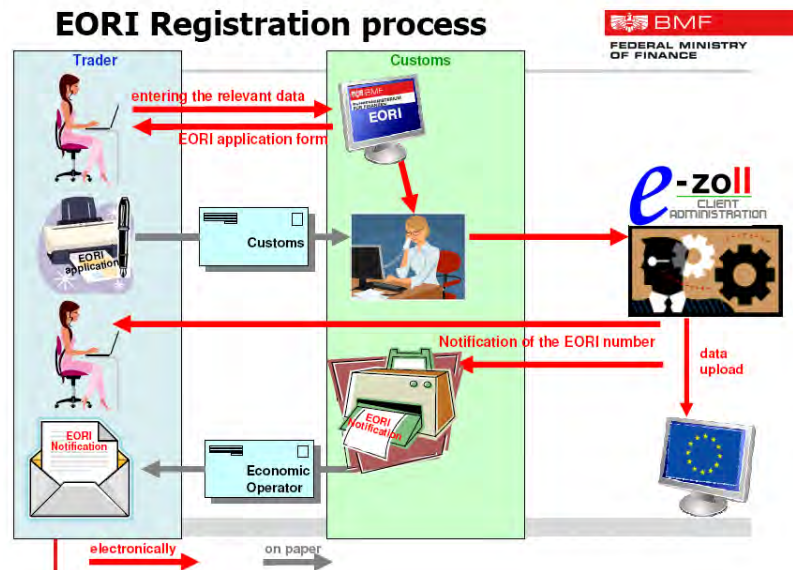 EORI Registration process
BMF
FEDERAL MINISTRY
OF FINANCE
Trader
Customs
entering the relevant data
EORI application form
BMF
EORI
e-zoll
CLIENT
ADMINISTRATION
EORI
application
Customs
Notification of the EORI number
data
upload
EORI
Notification
EORI
Notification
Economic
Operator
electronically
on paper